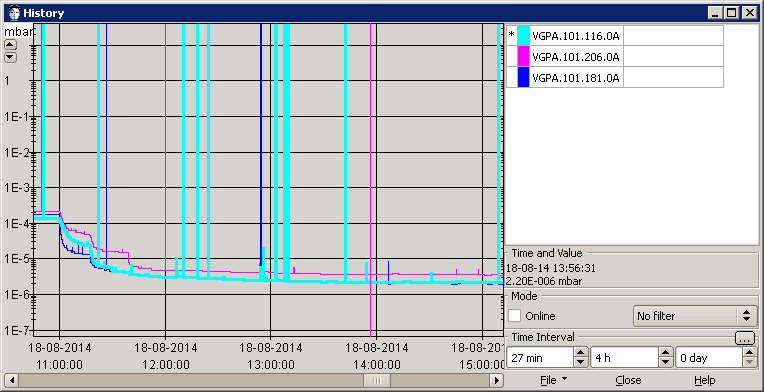 History
mbar
1
1E-1
1E-2
1E-3
1E-4
1E-5
1E-6
1E-7
18-08-2014 18-08-2014 18-08-2014 18-08-2014 18-08-20
11:00:00 12:00:00 13:00:00 14:00:00 15:00:00
* VGPA.101.116.0A
VGPA.101.206.0A
VGPA.101.181.0A
Time and Value
18-08-14 13:56:31
2.20E-006 mbar
Mode
Online No filter
Time Interval ...
27 min 4 h 0 day
File Close Help